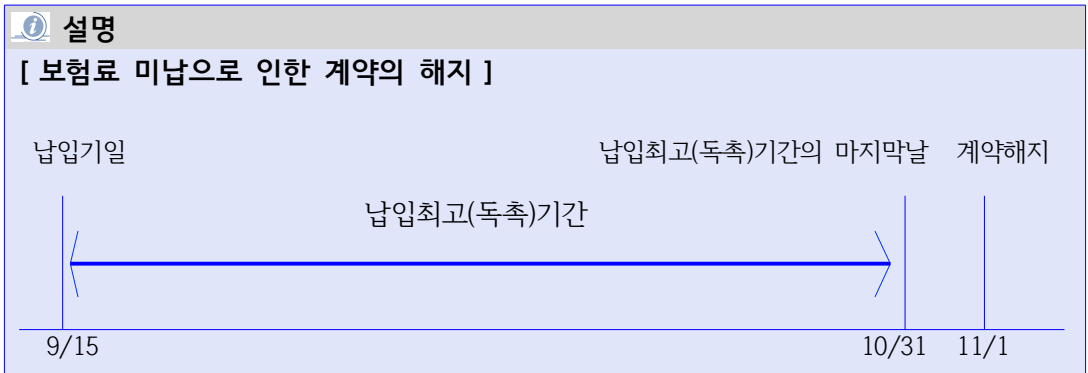 설명
[ 보험료 미납으로 인한 계약의 해지 ]
납입기일 납입최고(독촉)기간의 마지막날 계약해지
납입최고(독촉)기간
9/15 10/31 11/1